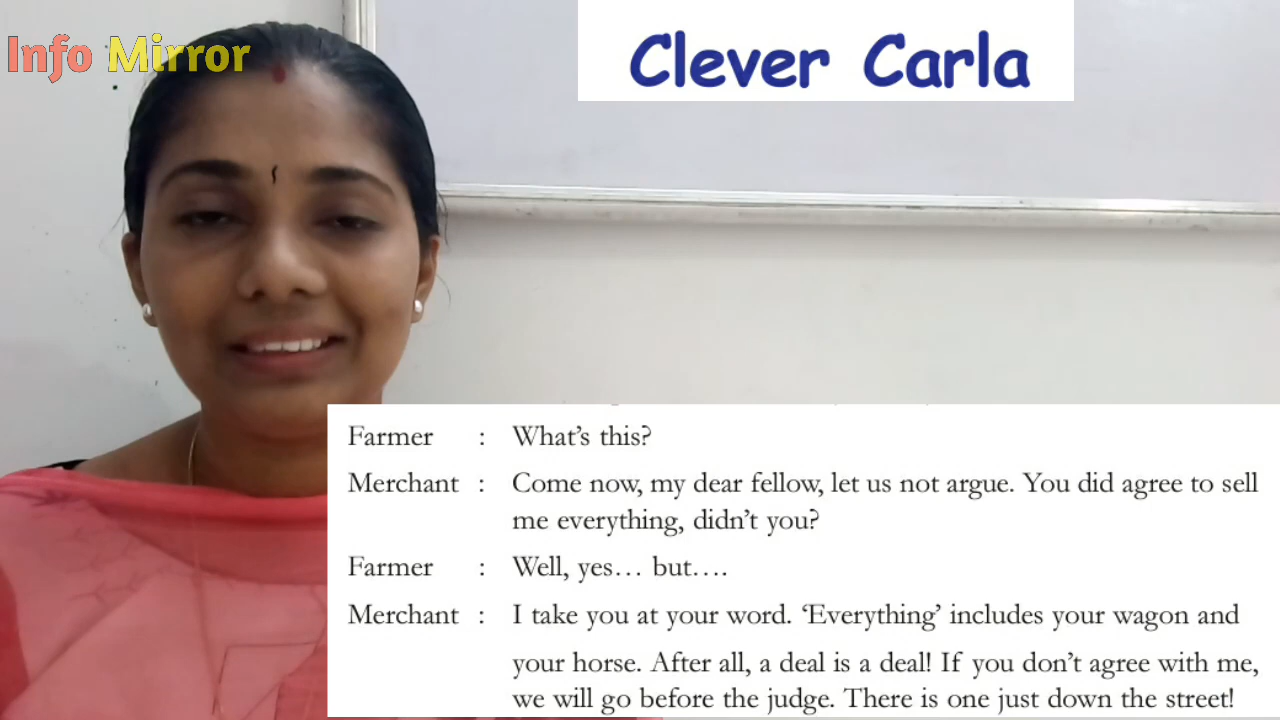 Info Mirror
Clever Carla
Farmer : What's this?
Merchant : Come now, my dear fellow, let us not argue. You did agree to sell
me everything, didn't you?
Farmer : Well, yes… but….
Merchant : I take you at your word. ‘Everything’ includes your wagon and
your horse. After all, a deal is a deal! If you don't agree with me,
we will go before the judge. There is one just down the street!